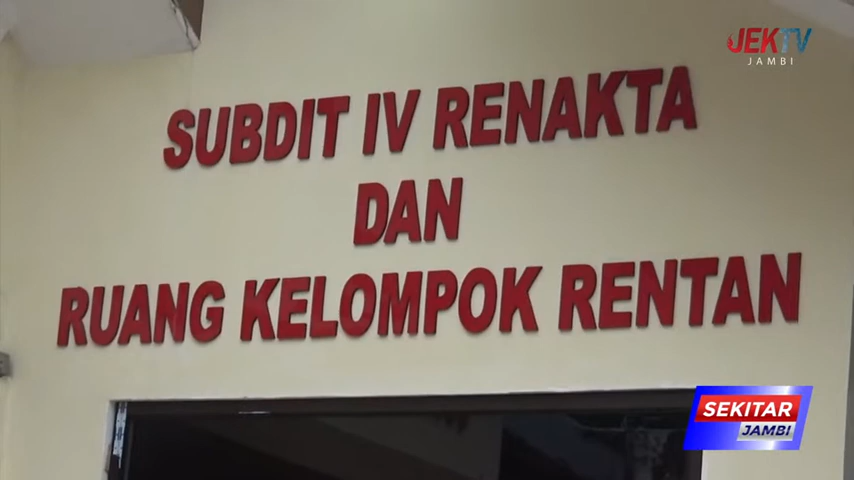 JEKTV
JAMBI
SUBDIT IV RENAKTA
DAN
RUANG KELOMPOK RENTAN
SEKITAR
JAMBI